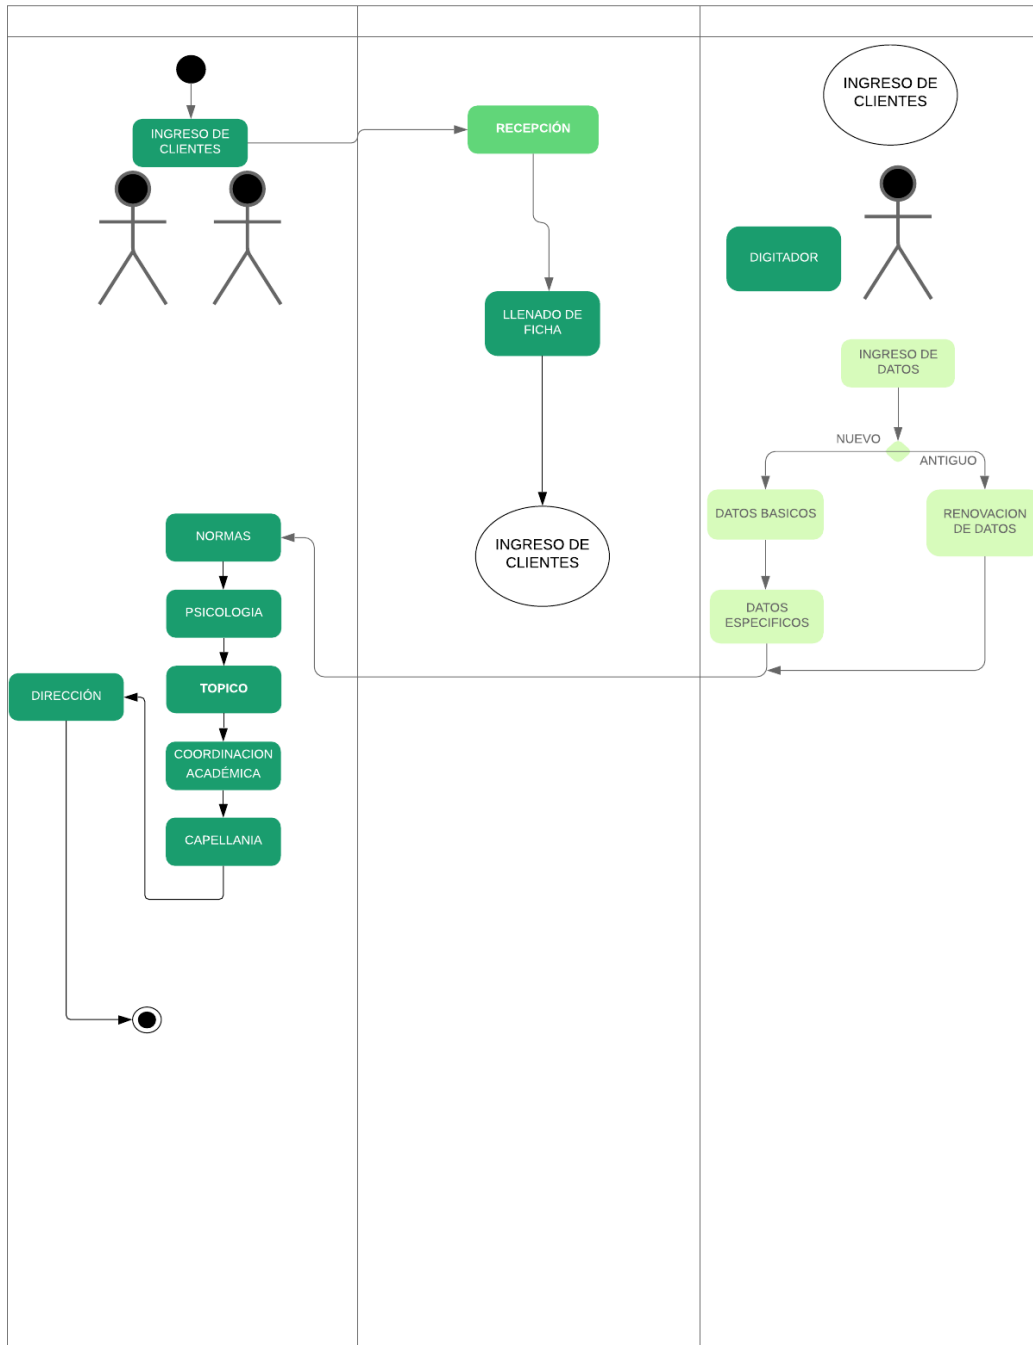 INGRESO DE
CLIENTES
RECEPCIÓN
LLENADO DE
FICHA
INGRESO DE
CLIENTES
INGRESO DE
CLIENTES
DIGITADOR
INGRESO DE
DATOS
NUEVO
ANTIGUO
DATOS BASICOS
RENOVACION
DE DATOS
DATOS
ESPECIFICOS
NORMAS
PSICOLOGIA
TOPICO
COORDINACION
ACADÉMICA
CAPELLANIA
DIRECCIÓN